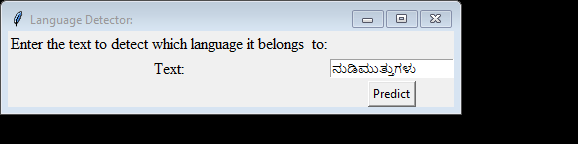 Language Detector:
Enter the text to detect which language it belongs to:
Text: ನುಡಿಮುತ್ತುಗಳು
Predict